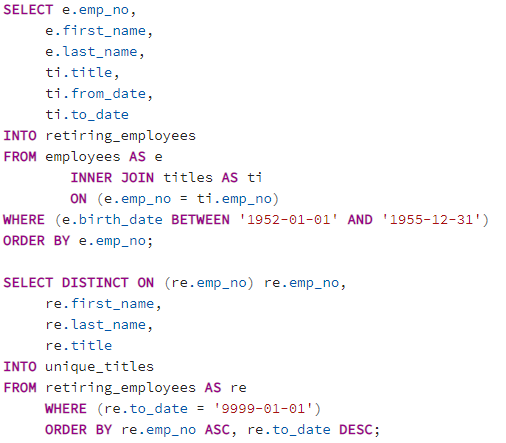 SELECT e.emp_no,
e.first_name,
e.last_name,
ti.title,
ti.from_date,
ti.to_date
INTO retiring_employees
FROM employees AS e
INNER JOIN titles AS ti
ON (e.emp_no = ti.emp_no)
WHERE (e.birth_date BETWEEN '1952-01-01' AND '1955-12-31')
ORDER BY e.emp_no;
SELECT DISTINCT ON (re.emp_no) re.emp_no,
re.first_name,
re.last_name,
re.title
INTO unique_titles
FROM retiring_employees AS re
WHERE (re.to_date = '9999-01-01')
ORDER BY re.emp_no ASC, re.to_date DESC;